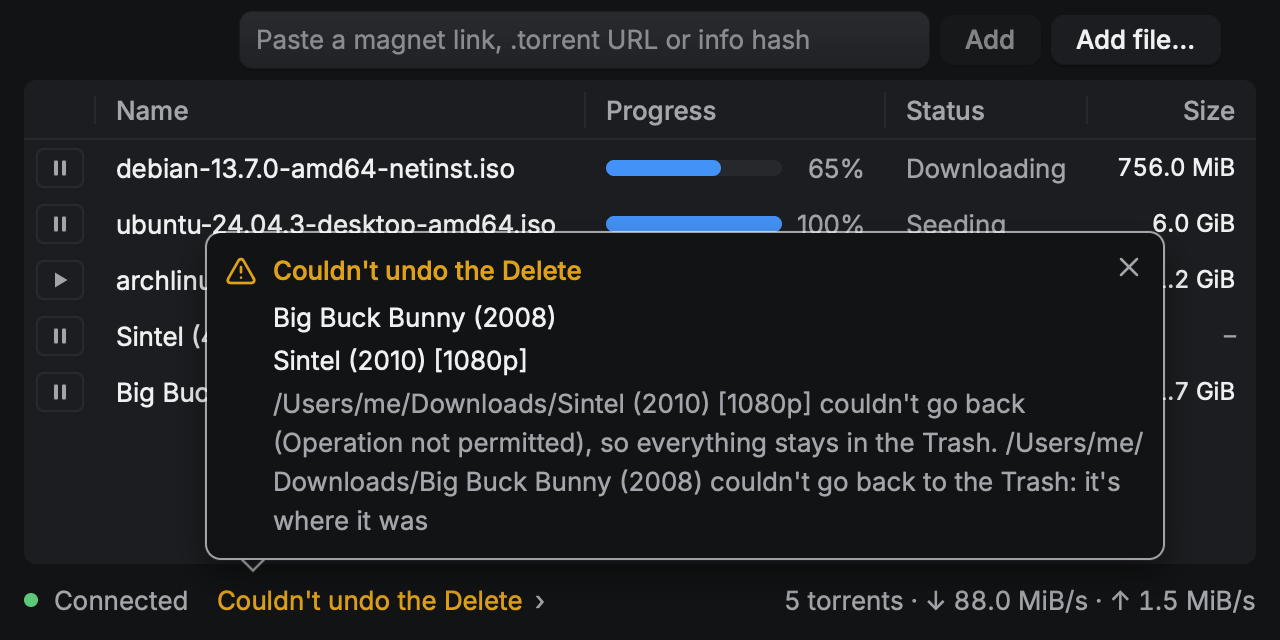 Paste a magnet link, .torrent URL or info hash
Add
Add file...
Name Progress Status Size
debian-13.7.0-amd64-netinst.iso 65% Downloading 756.0 MiB
ubuntu-24.04.3-desktop-amd64.iso 100% Seeding 6.0 GiB
archlinu .2 GiB
Sintel (4 –
Big Buc .7 GiB
Couldn't undo the Delete
Big Buck Bunny (2008)
Sintel (2010) [1080p]
/Users/me/Downloads/Sintel (2010) [1080p] couldn't go back
(Operation not permitted), so everything stays in the Trash. /Users/me/
Downloads/Big Buck Bunny (2008) couldn't go back to the Trash: it's
where it was
Connected Couldn't undo the Delete › 5 torrents · ↓ 88.0 MiB/s · ↑ 1.5 MiB/s